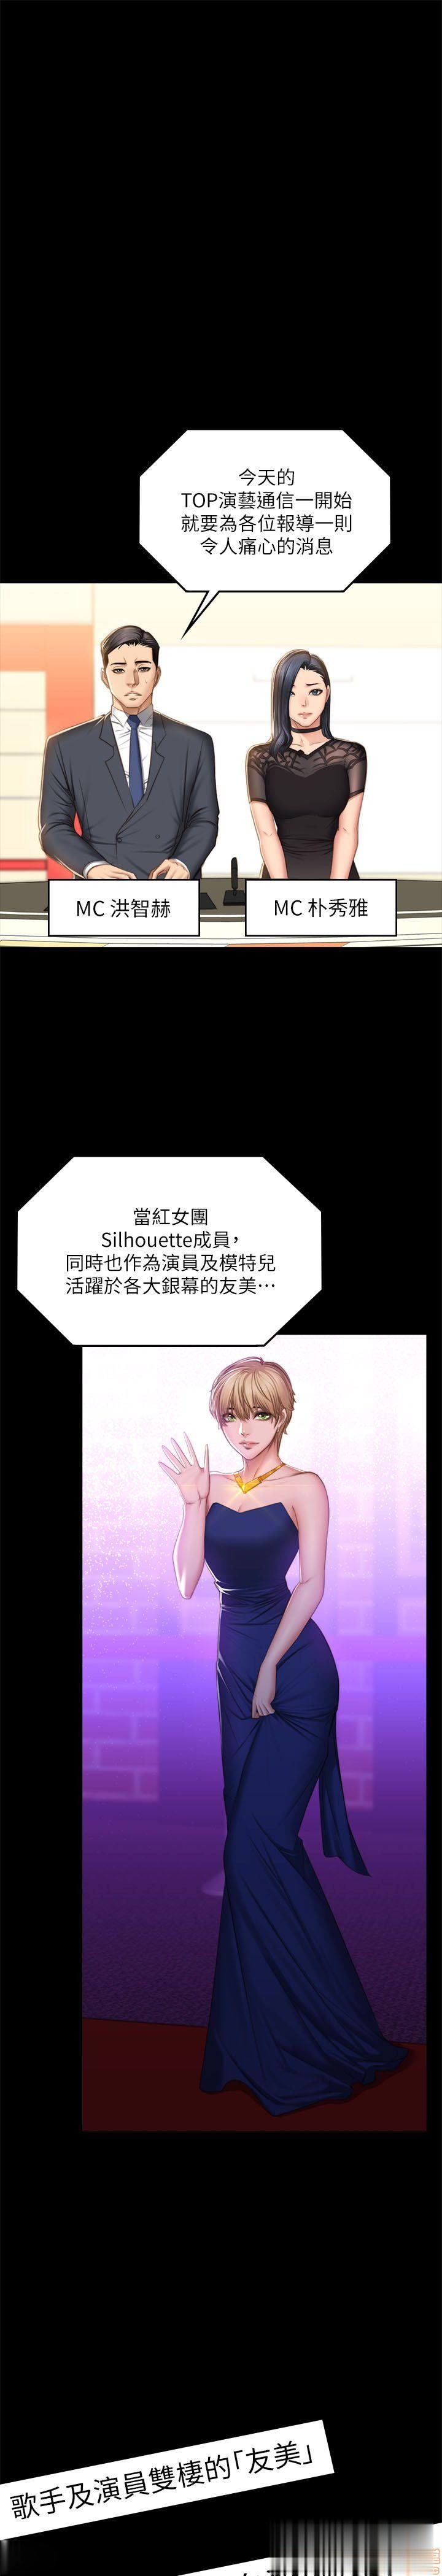 今天的
TOP演藝通信一開始
就要為各位報導一則
令人痛心的消息
MC 洪智赫
MC 朴秀雅
當紅女團
Silhouette成員，
同時也作為演員及模特兒
活躍於各大銀幕的友美…
歌手及演員雙棲的「友美」